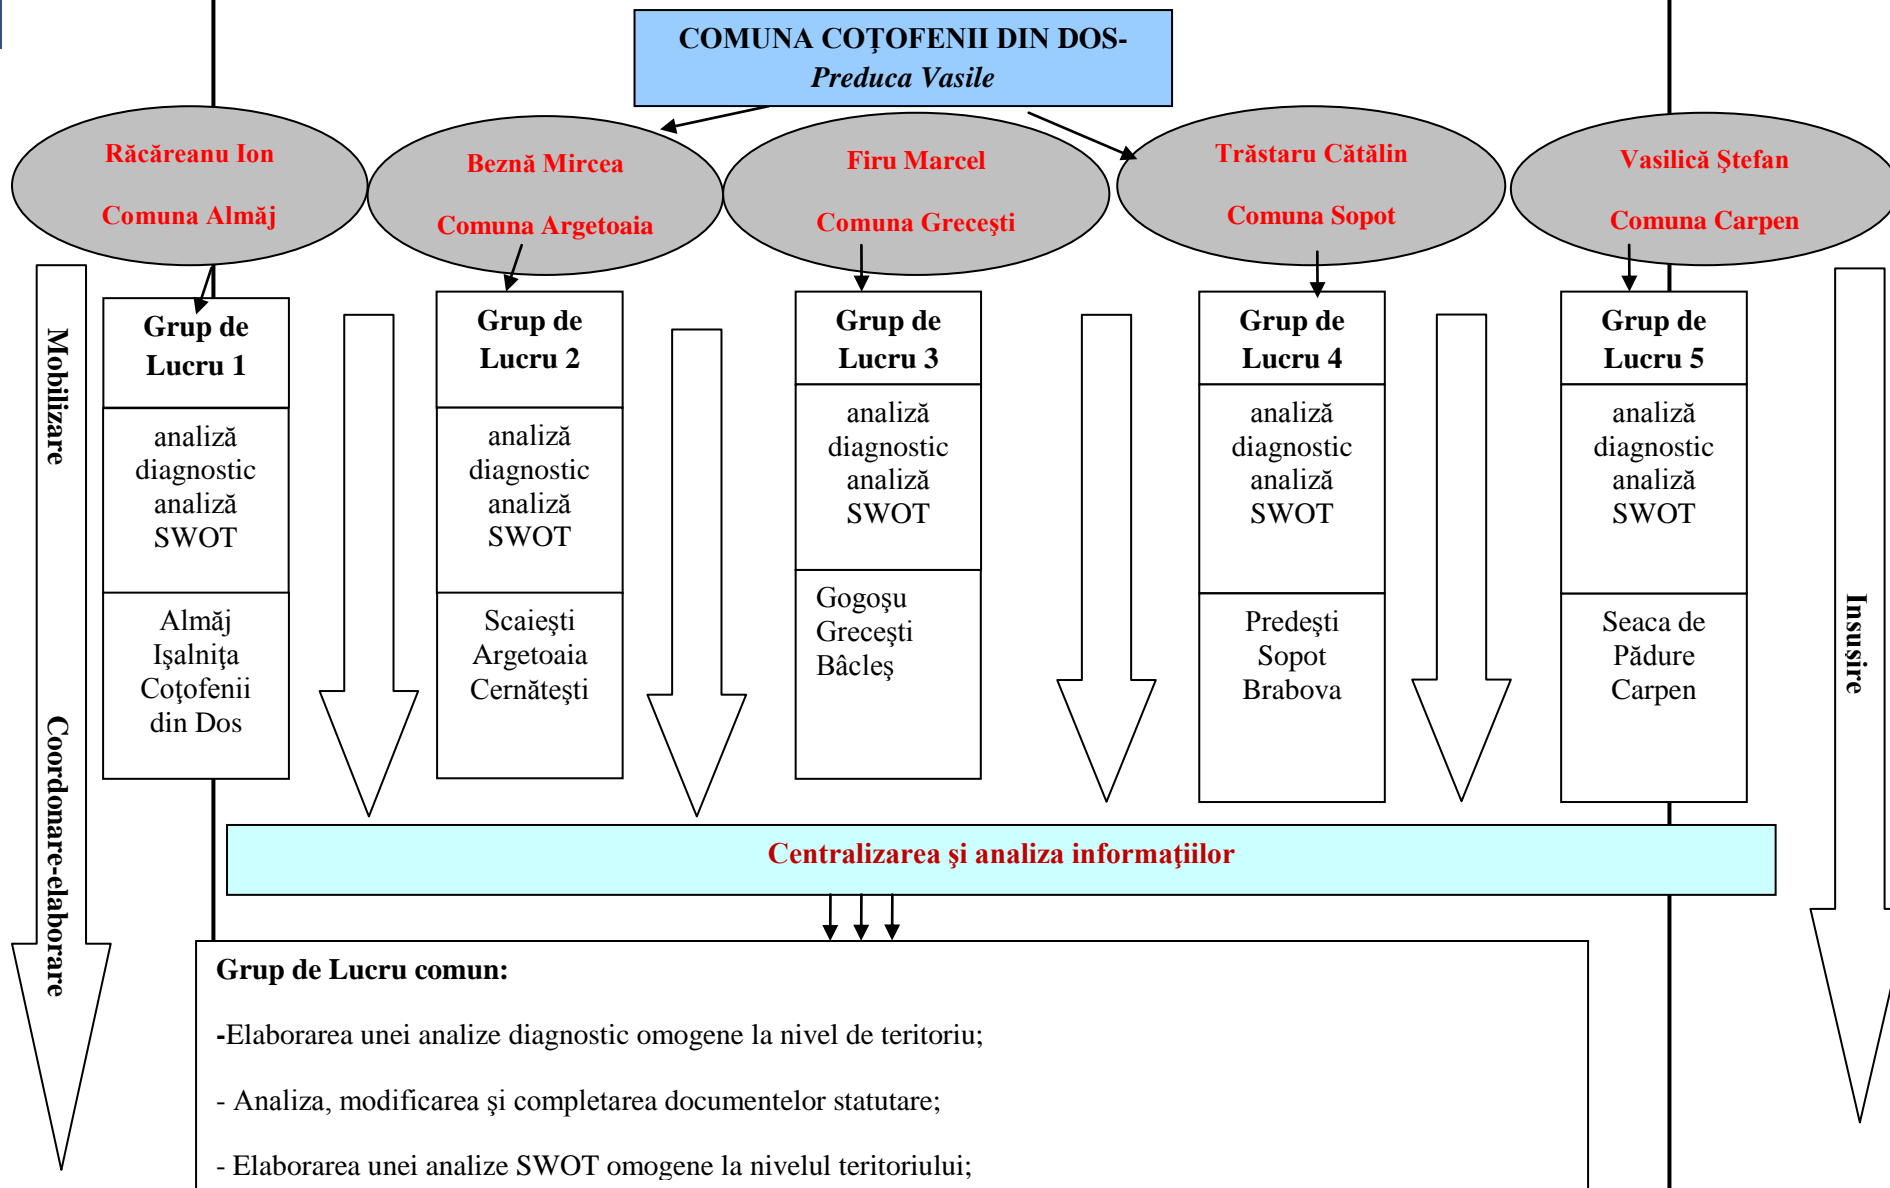 COMUNA COŢOFENII DIN DOS-
Preduca Vasile
Răcăreanu Ion
Comuna Almăj
Beznă Mircea
Comuna Argetoaia
Firu Marcel
Comuna Greceşti
Trăstaru Cătălin
Comuna Sopot
Vasilică Ştefan
Comuna Carpen
Mobilizare
Coordonare-elaborare
Grup de
Lucru 1
analiză
diagnostic
analiză
SWOT
Almăj
Işalniţa
Coţofenii
din Dos
Grup de
Lucru 2
analiză
diagnostic
analiză
SWOT
Scaieşti
Argetoaia
Cernăteşti
Grup de
Lucru 3
analiză
diagnostic
analiză
SWOT
Gogoşu
Greceşti
Bâcleş
Grup de
Lucru 4
analiză
diagnostic
analiză
SWOT
Predeşti
Sopot
Brabova
Grup de
Lucru 5
analiză
diagnostic
analiză
SWOT
Seaca de
Pădure
Carpen
Insuşire
Centralizarea şi analiza informaţiilor
Grup de Lucru comun:
-Elaborarea unei analize diagnostic omogene la nivel de teritoriu;
- Analiza, modificarea şi completarea documentelor statutare;
- Elaborarea unei analize SWOT omogene la nivelul teritoriului;